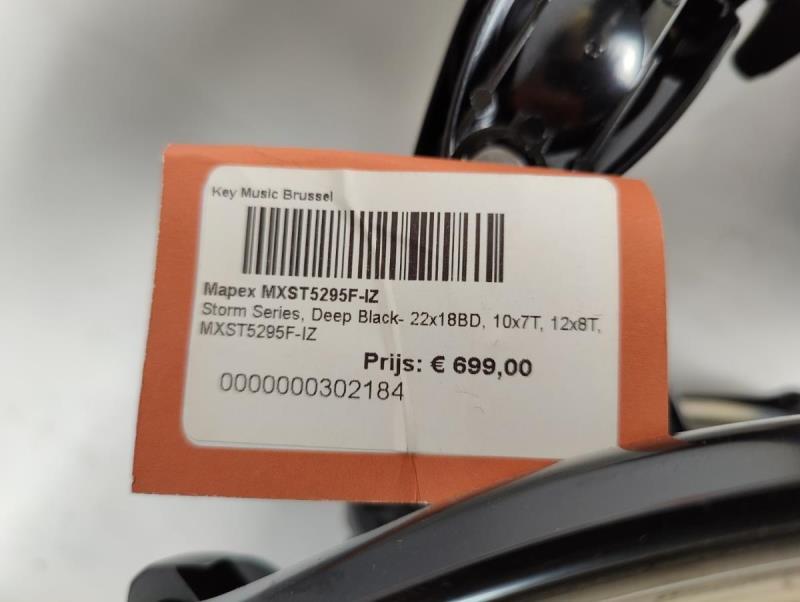 Key Music Brussel
Mapex MXST5295F-IZ
Storm Series, Deep Black- 22x18BD, 10x7T, 12x8T,
MXST5295F-IZ
Prijs: € 699,00
0000000302184